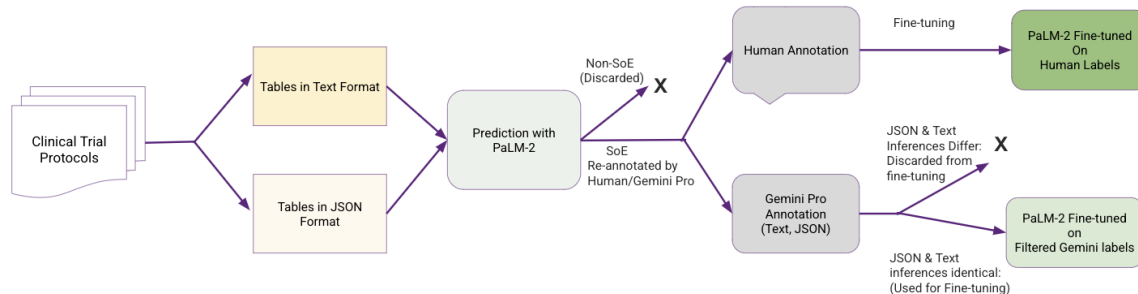 Clinical Trial
Protocols
Tables in Text Format
Tables in JSON
Format
Prediction with
PaLM-2
Non-SoE
(Discarded)
X
SoE
Re-annotated by
Human/Gemini Pro
Human Annotation
Fine-tuning
PaLM-2 Fine-tuned
On
Human Labels
Gemini Pro
Annotation
(Text, JSON)
JSON & Text
Inferences Differ:
Discarded from
fine-tuning
X
JSON & Text
inferences identical:
(Used for Fine-tuning)
PaLM-2 Fine-tuned
on
Filtered Gemini labels